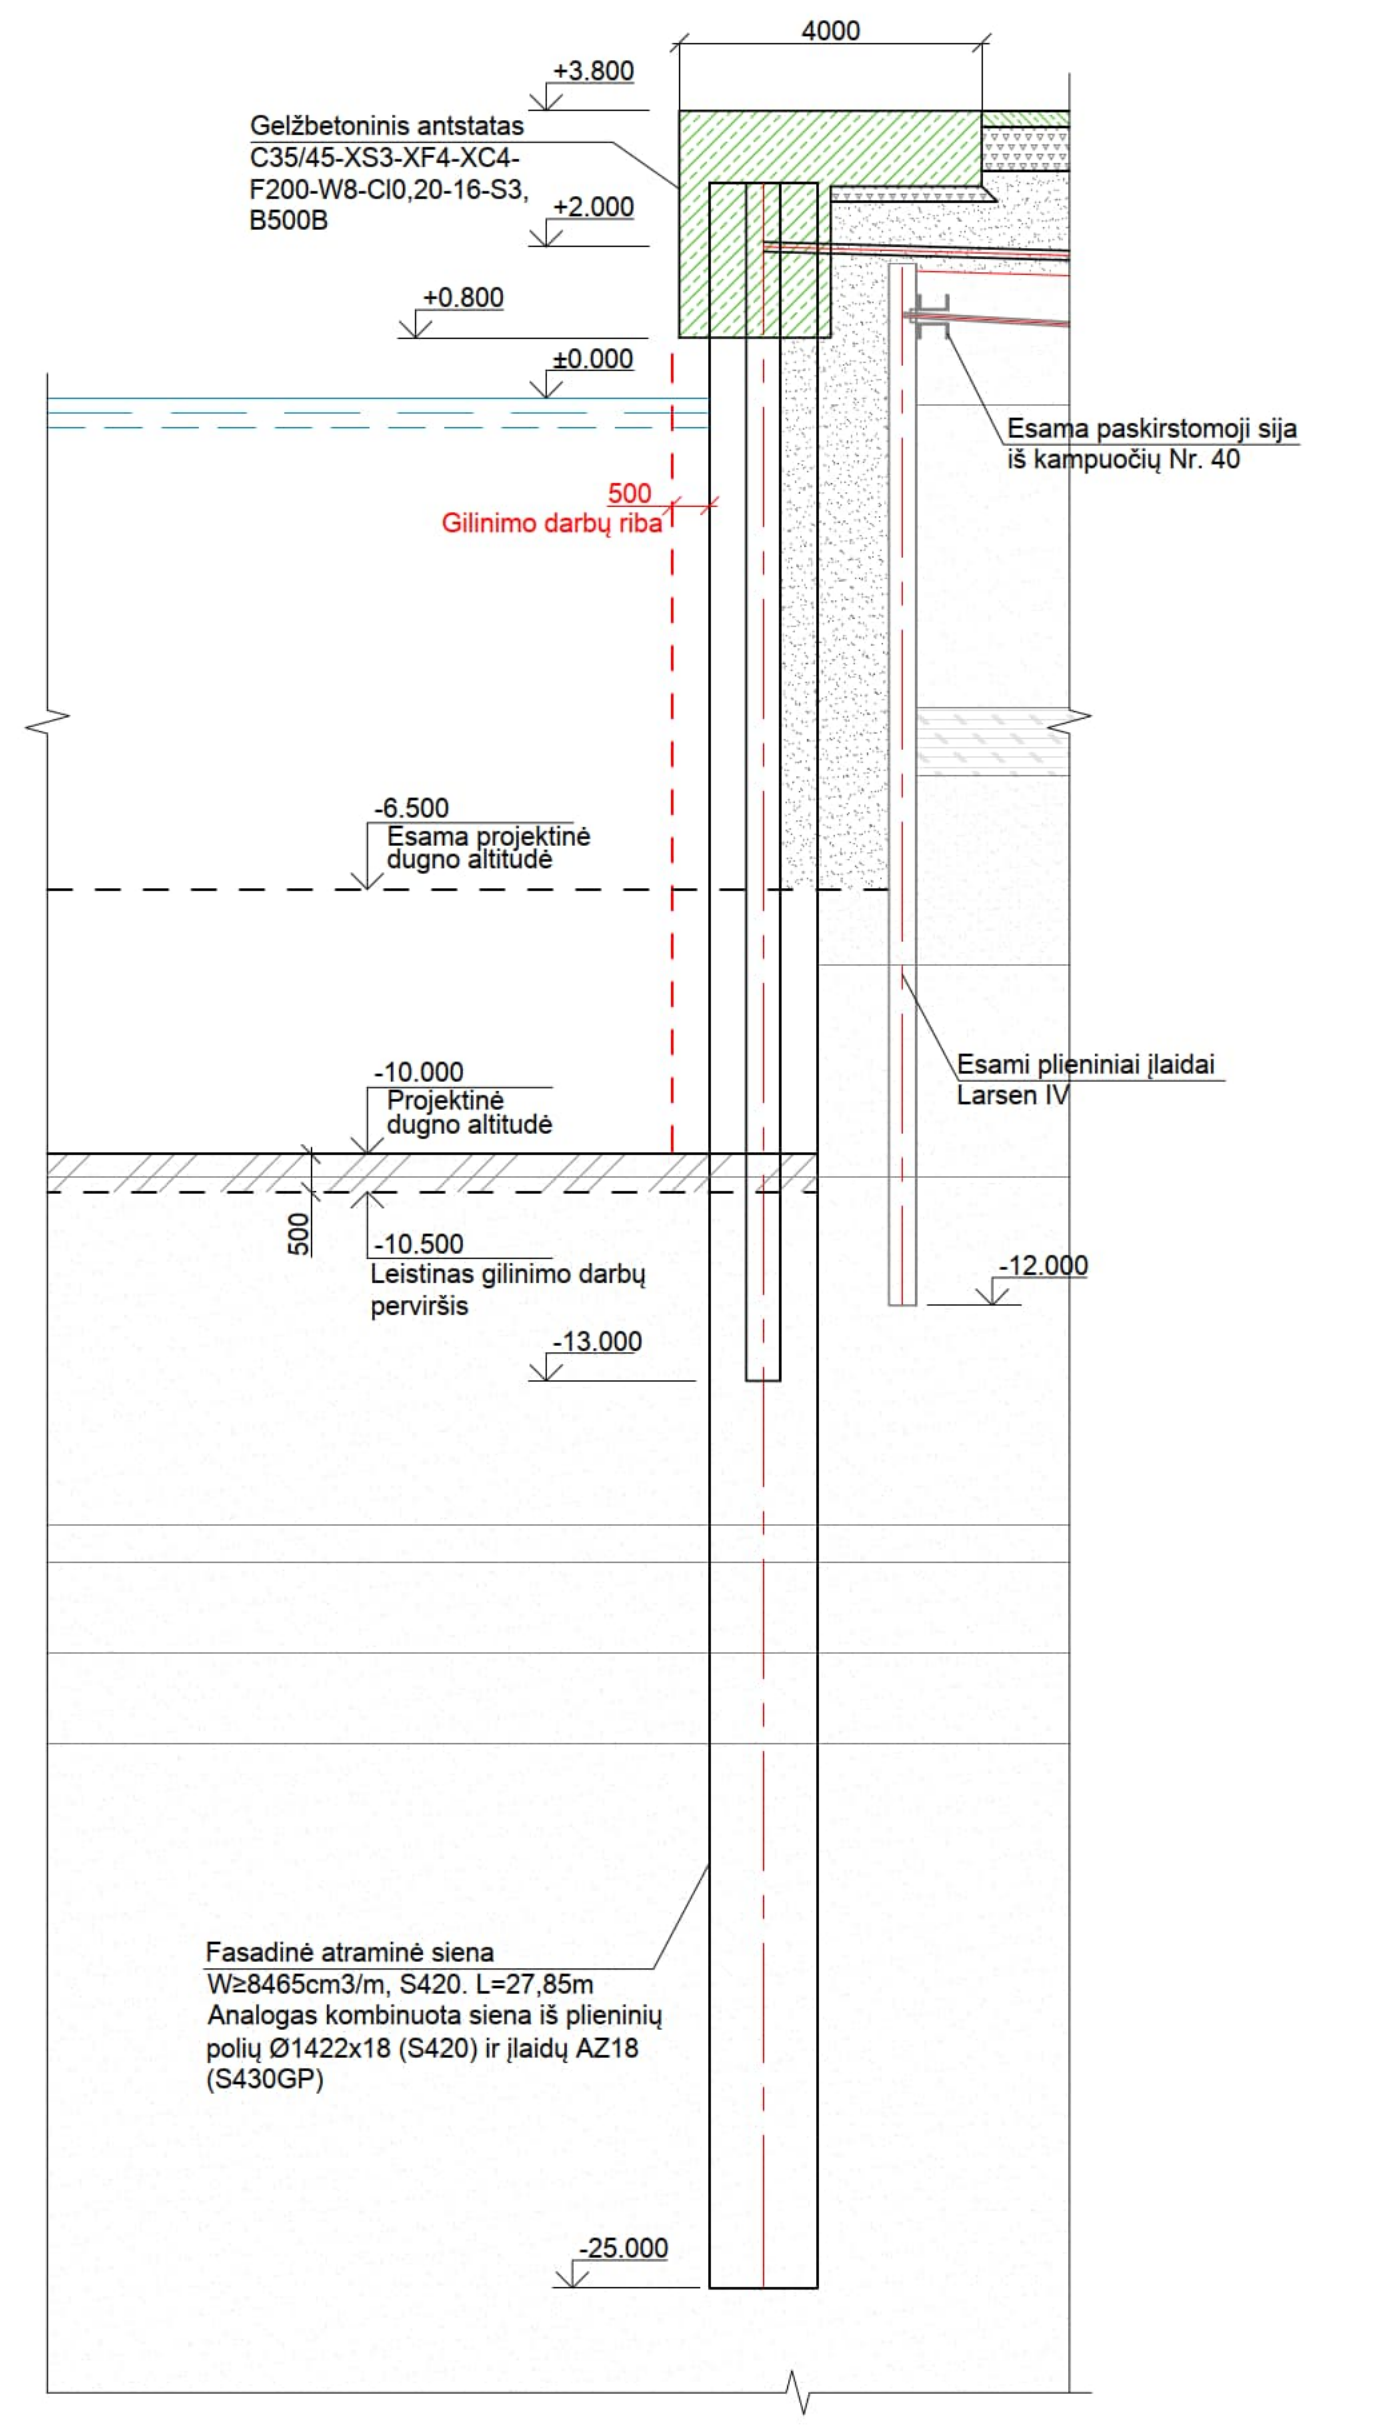 4000
+3.800
Gelžbetoninis antstatas
C35/45-XS3-XF4-XC4-
F200-W8-Cl0,20-16-S3,
B500B
+2.000
+0.800
±0.000
Esama paskirstomoji sija
iš kampuočių Nr. 40
500
Gilinimo darbų riba
-6.500
Esama projektinė
dugno altitudė
-10.000
Projektinė
dugno altitudė
Esami plieniniai įlaidai
Larsen IV
500
-10.500
Leistinas gilinimo darbų
perviršis
-12.000
-13.000
Fasadinė atraminė siena
W≥8465cm3/m, S420. L=27,85m
Analogas kombinuota siena iš plieninių
polių Ø1422x18 (S420) ir įlaidų AZ18
(S430GP)
-25.000